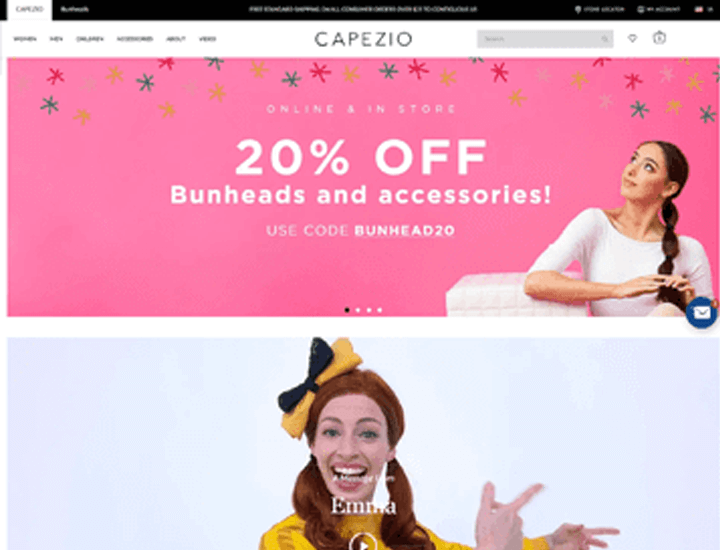 CAPEZIO Bunheads FREE STANDARD SHIPPING ON ALL CONSUMER ORDERS OVER $75 TO CONTIGUOUS US STORE LOCATOR MY ACCOUNT
WOMEN MEN CHILDREN ACCESSORIES ABOUT VIDEO CAPEZIO Search
ONLINE & IN STORE
20% OFF
Bunheads and accessories!
USE CODE BUNHEAD20
A Message From
Emma